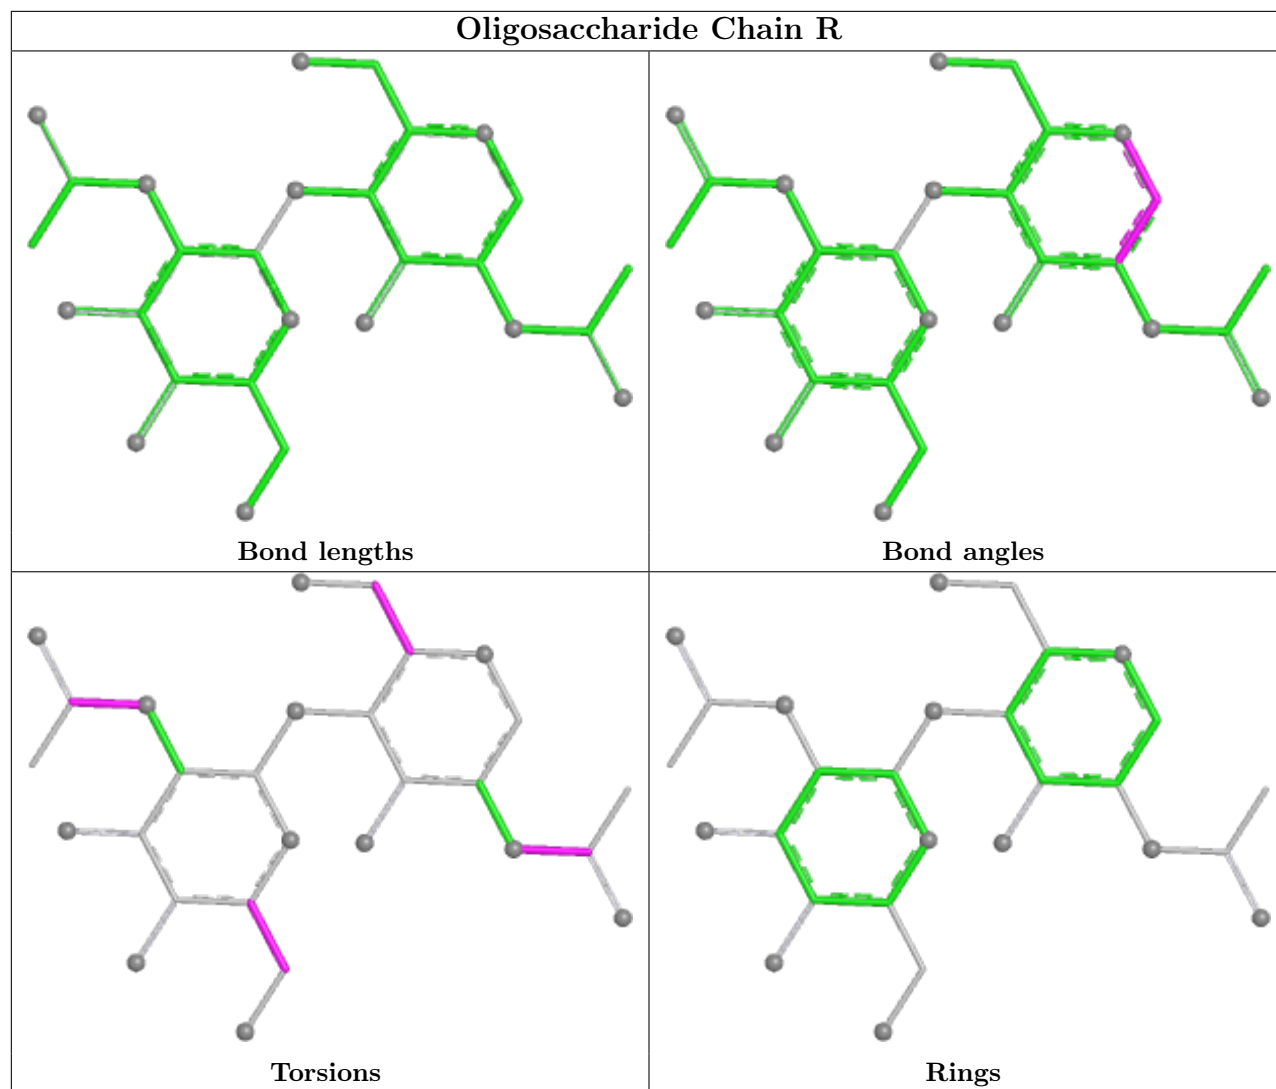 Oligosaccharide Chain R
Bond lengths
Bond angles
Torsions
Rings